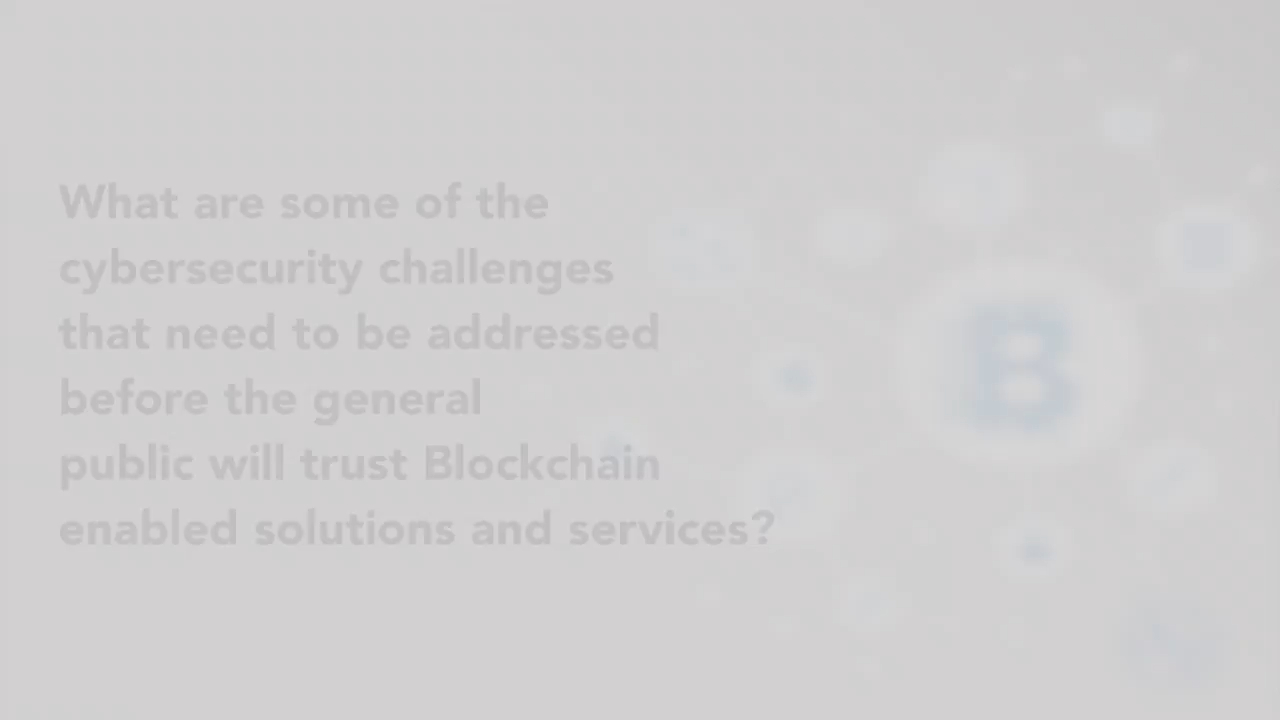 What are some of the
cybersecurity challenges
that need to be addressed
before the general
public will trust Blockchain
enabled solutions and services?
B